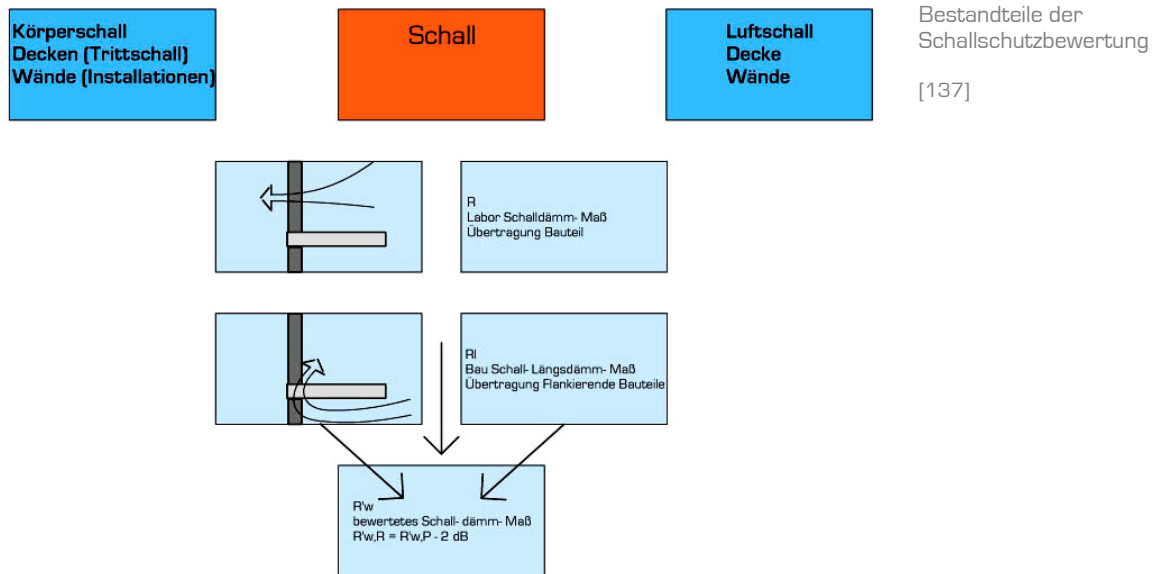 Körperschall
Decken (Trittschall)
Wände (Installationen)
Schall
Luftschall
Decke
Wände
Bestandteile der
Schallschutzbewertung
[137]
R
Labor Schalldämm- Maß
Übertragung Bauteil
Rl
Bau Schall- Längsdämm- Maß
Übertragung Flankierende Bauteile
R'w
bewertetes Schall- dämm- Maß
R'w,R = R'w,P - 2 dB